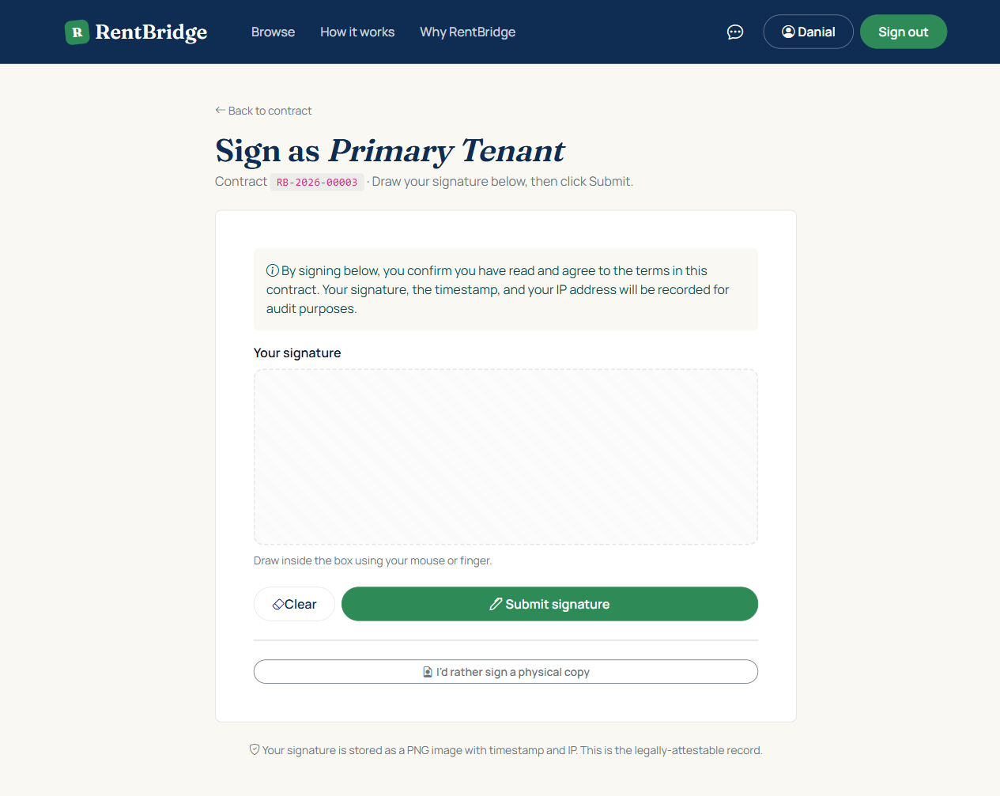 R RentBridge Browse How it works Why RentBridge Danial Sign out
Back to contract
Sign as Primary Tenant
Contract RB-2026-00003 · Draw your signature below, then click Submit.
By signing below, you confirm you have read and agree to the terms in this
contract. Your signature, the timestamp, and your IP address will be recorded for
audit purposes.
Your signature
Draw inside the box using your mouse or finger.
Clear Submit signature
I'd rather sign a physical copy
Your signature is stored as a PNG image with timestamp and IP. This is the legally-attestable record.